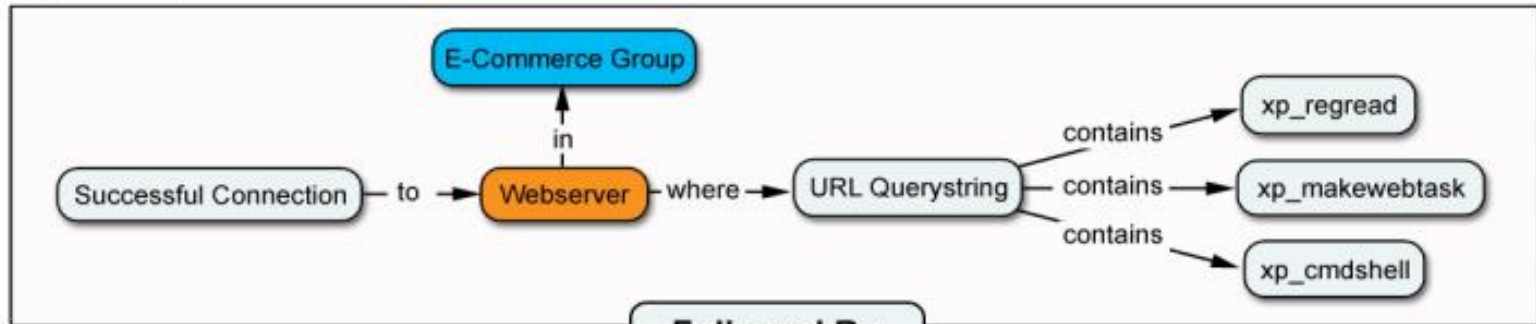 E-Commerce Group
in
Successful Connection
to
Webserver
where
URL Querystring
contains
xp_regread
contains
xp_makewebtask
contains
xp_cmdshell